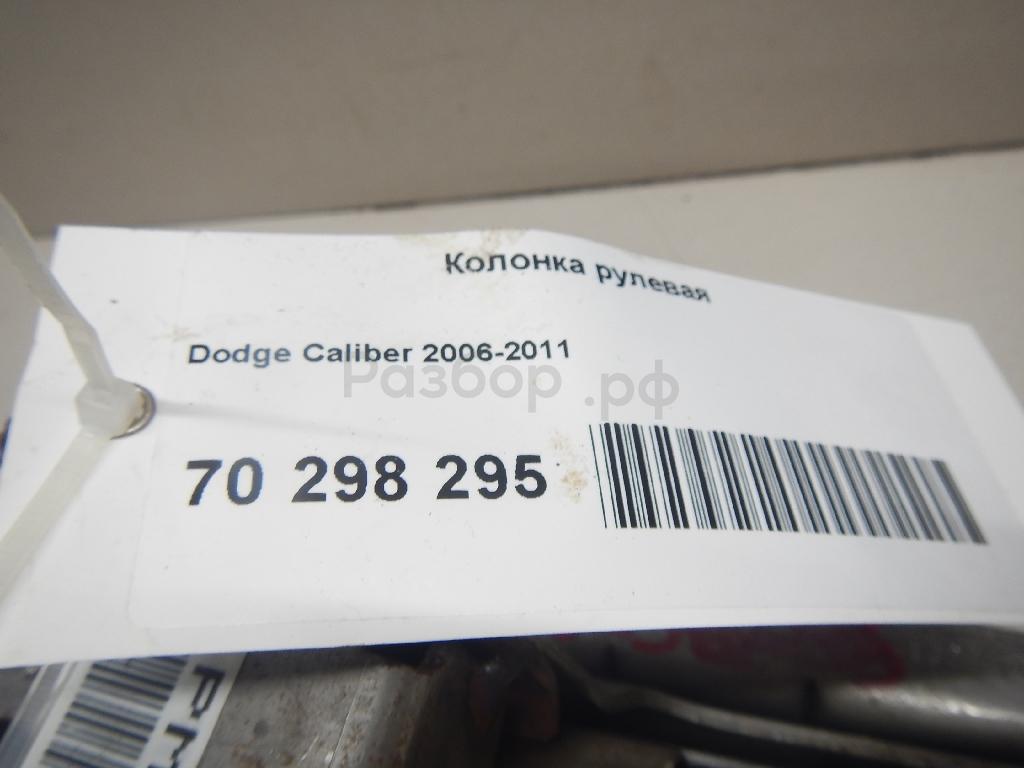 Колонка рулевая
Dodge Caliber 2006-2011
Разбор.рф
70 298 295